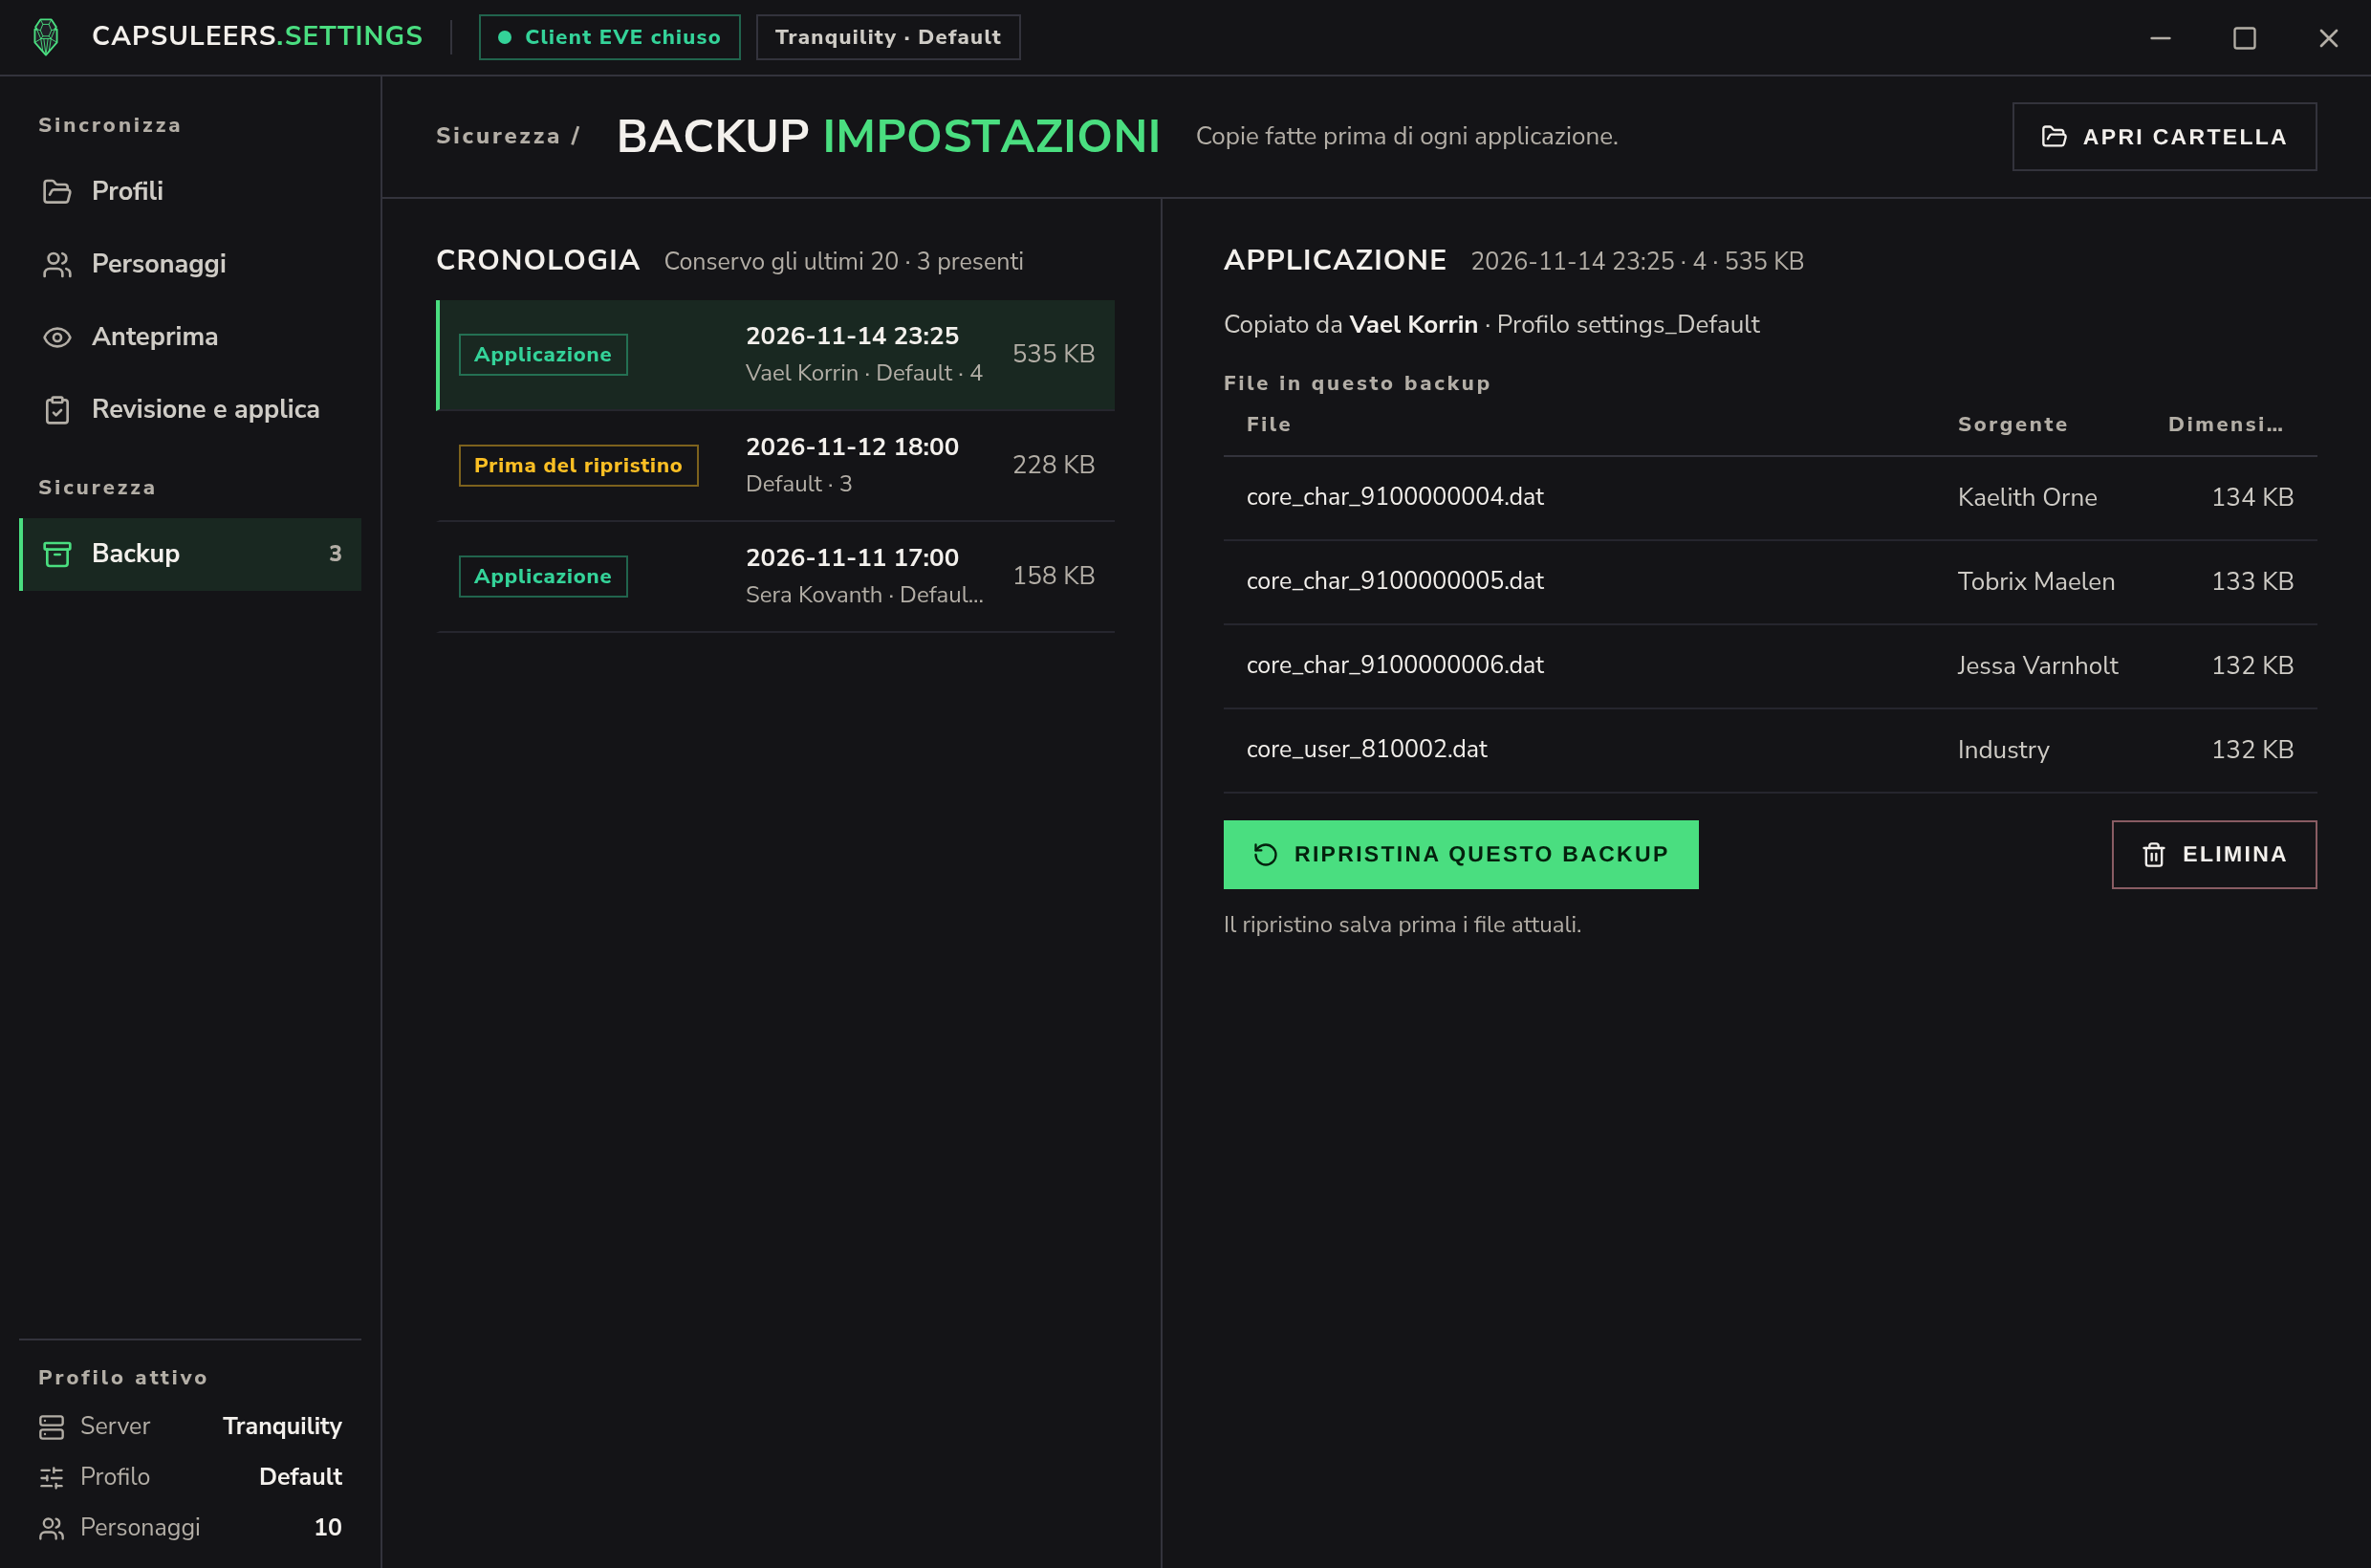 CAPSULEERS.SETTINGS
Client EVE chiuso
Tranquility · Default
Sincronizza
Profili
Personaggi
Anteprima
Revisione e applica
Sicurezza
Backup 3
Profilo attivo
Server Tranquility
Profilo Default
Personaggi 10
Sicurezza /
BACKUP IMPOSTAZIONI
Copie fatte prima di ogni applicazione.
APRI CARTELLA
CRONOLOGIA Conservo gli ultimi 20 · 3 presenti
Applicazione
2026-11-14 23:25
Vael Korrin · Default · 4
535 KB
Prima del ripristino
2026-11-12 18:00
Default · 3
228 KB
Applicazione
2026-11-11 17:00
Sera Kovanth · Defaul...
158 KB
APPLICAZIONE 2026-11-14 23:25 · 4 · 535 KB
Copiato da Vael Korrin · Profilo settings_Default
File in questo backup
File Sorgente Dimensi...
core_char_9100000004.dat Kaelith Orne 134 KB
core_char_9100000005.dat Tobrix Maelen 133 KB
core_char_9100000006.dat Jessa Varnholt 132 KB
core_user_810002.dat Industry 132 KB
RIPRISTINA QUESTO BACKUP
ELIMINA
Il ripristino salva prima i file attuali.